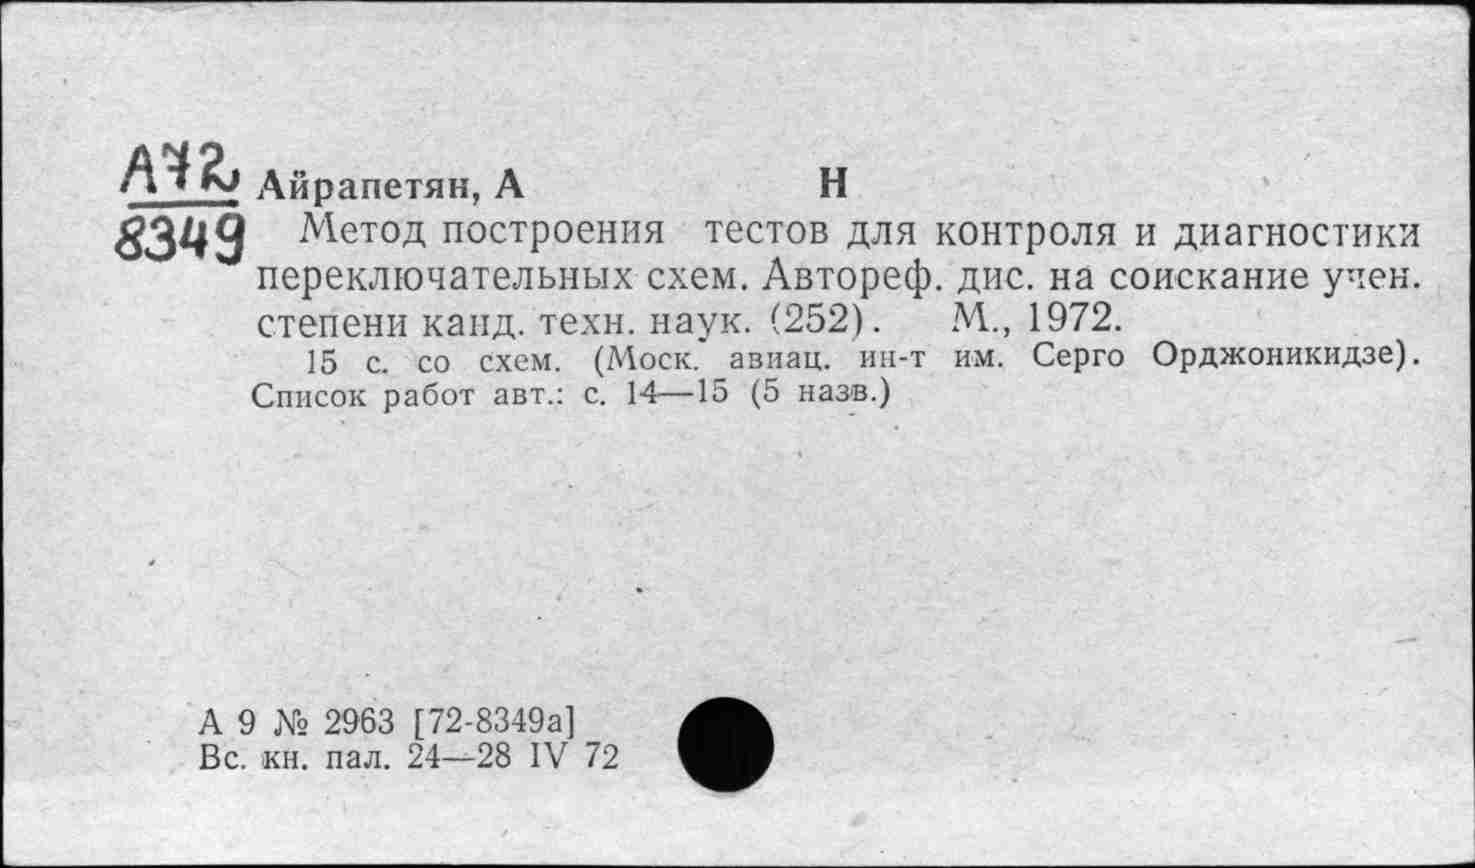 А72
8349
Айрапетян, А Н
Метод построения тестов для контроля и диагностики
переключательных схем. Автореф. дис. на соискание учен.
степени канд. техн. наук. (252). М., 1972.
15 с. со схем. (Моск. авиац. ин-т им. Серго Орджоникидзе).
Список работ авт.: с. 14—15 (5 назв.)
А 9 № 2963 [72-8349а]
Вс. кн. пал. 24—28 IV 72